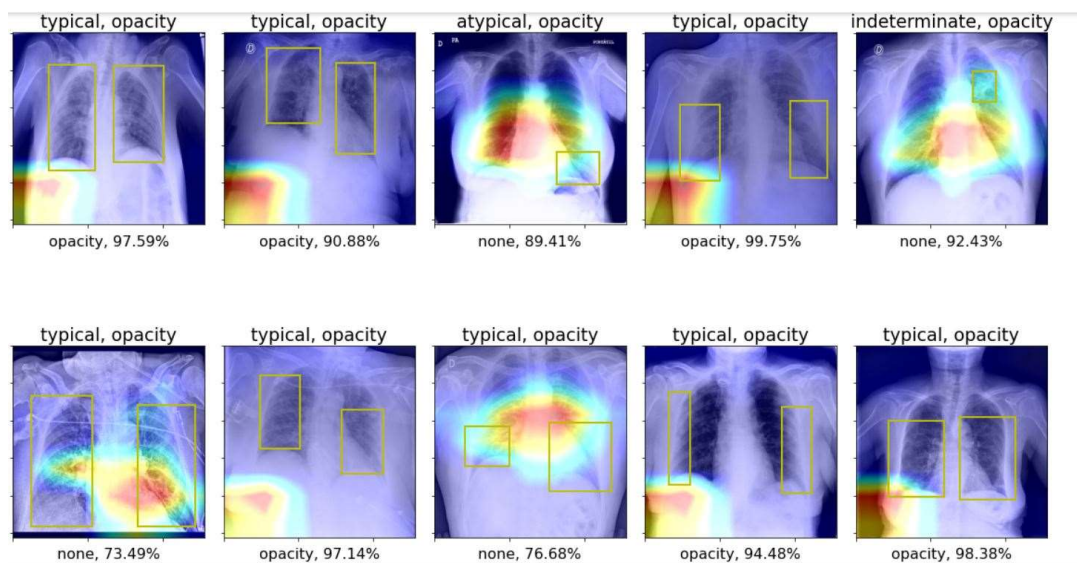 typical, opacity
typical, opacity
atypical, opacity
typical, opacity
indeterminate, opacity
D
D
PA
D
opacity, 97.59%
opacity, 90.88%
none, 89.41%
opacity, 99.75%
none, 92.43%
typical, opacity
typical, opacity
typical, opacity
typical, opacity
typical, opacity
D
none, 73.49%
opacity, 97.14%
none, 76.68%
opacity, 94.48%
opacity, 98.38%